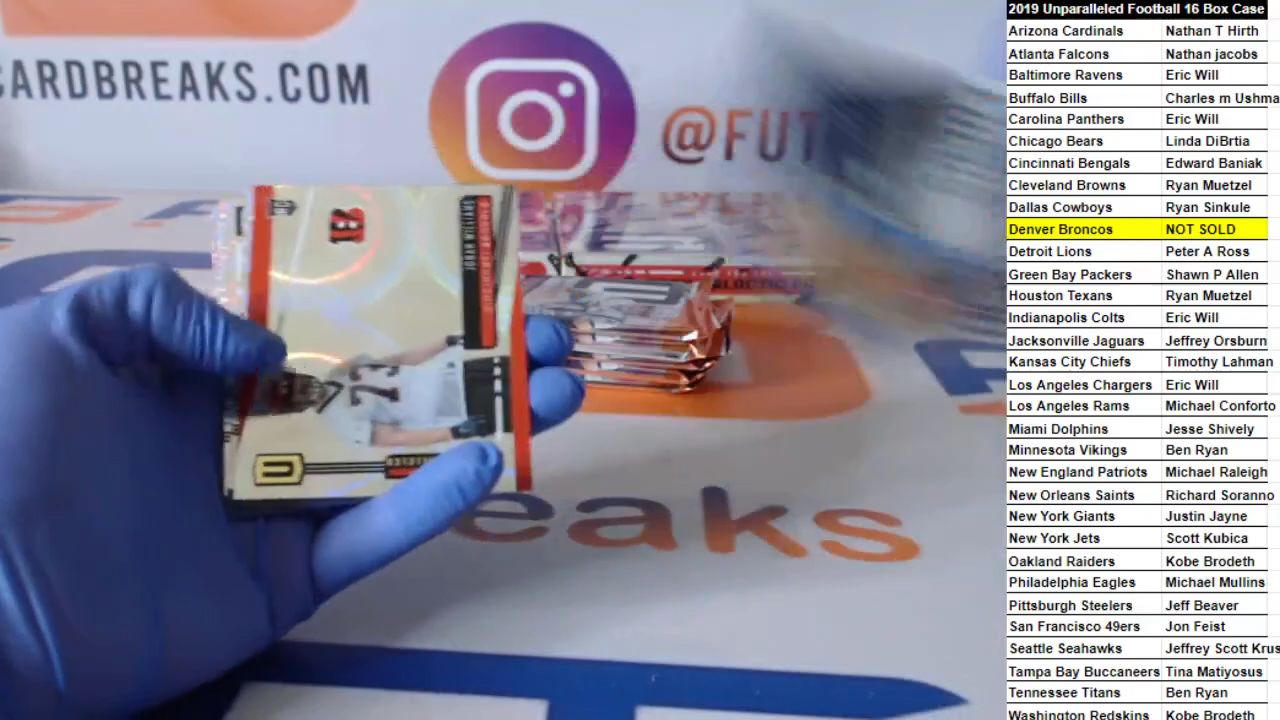 CARDBREAKS.COM
@FUT
JONAH WILLIAMS
73
U
eaks
2019 Unparalleled Football 16 Box Case
Arizona Cardinals Nathan T Hirth
Atlanta Falcons Nathan jacobs
Baltimore Ravens Eric Will
Buffalo Bills Charles m Ushma
Carolina Panthers Eric Will
Chicago Bears Linda DiBrtia
Cincinnati Bengals Edward Baniak
Cleveland Browns Ryan Muetzel
Dallas Cowboys Ryan Sinkule
Denver Broncos NOT SOLD
Detroit Lions Peter A Ross
Green Bay Packers Shawn P Allen
Houston Texans Ryan Muetzel
Indianapolis Colts Eric Will
Jacksonville Jaguars Jeffrey Orsburn
Kansas City Chiefs Timothy Lahman
Los Angeles Chargers Eric Will
Los Angeles Rams Michael Conforto
Miami Dolphins Jesse Shively
Minnesota Vikings Ben Ryan
New England Patriots Michael Raleigh
New Orleans Saints Richard Soranno
New York Giants Justin Jayne
New York Jets Scott Kubica
Oakland Raiders Kobe Brodeth
Philadelphia Eagles Michael Mullins
Pittsburgh Steelers Jeff Beaver
San Francisco 49ers Jon Feist
Seattle Seahawks Jeffrey Scott Krus
Tampa Bay Buccaneers Tina Matiyosus
Tennessee Titans Ben Ryan
Washington Redskins Kobe Brodeth